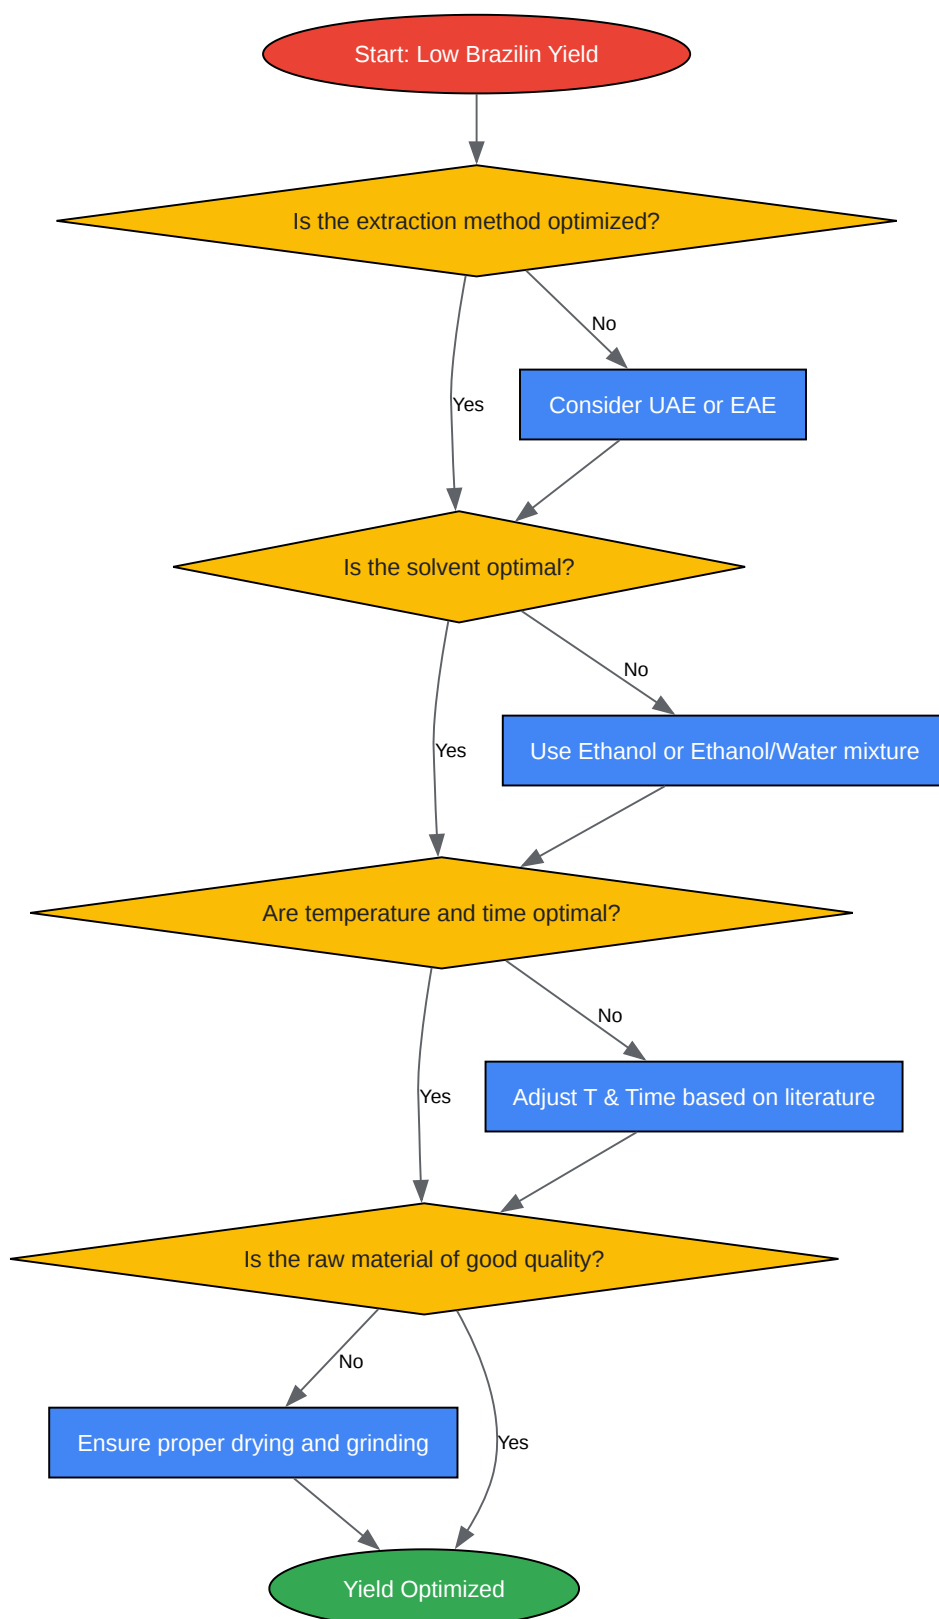 Start: Low Brazilin Yield
Is the extraction method optimized?
No
Yes
Consider UAE or EAE
Is the solvent optimal?
No
Yes
Use Ethanol or Ethanol/Water mixture
Are temperature and time optimal?
No
Yes
Adjust T & Time based on literature
Is the raw material of good quality?
No
Yes
Ensure proper drying and grinding
Yield Optimized